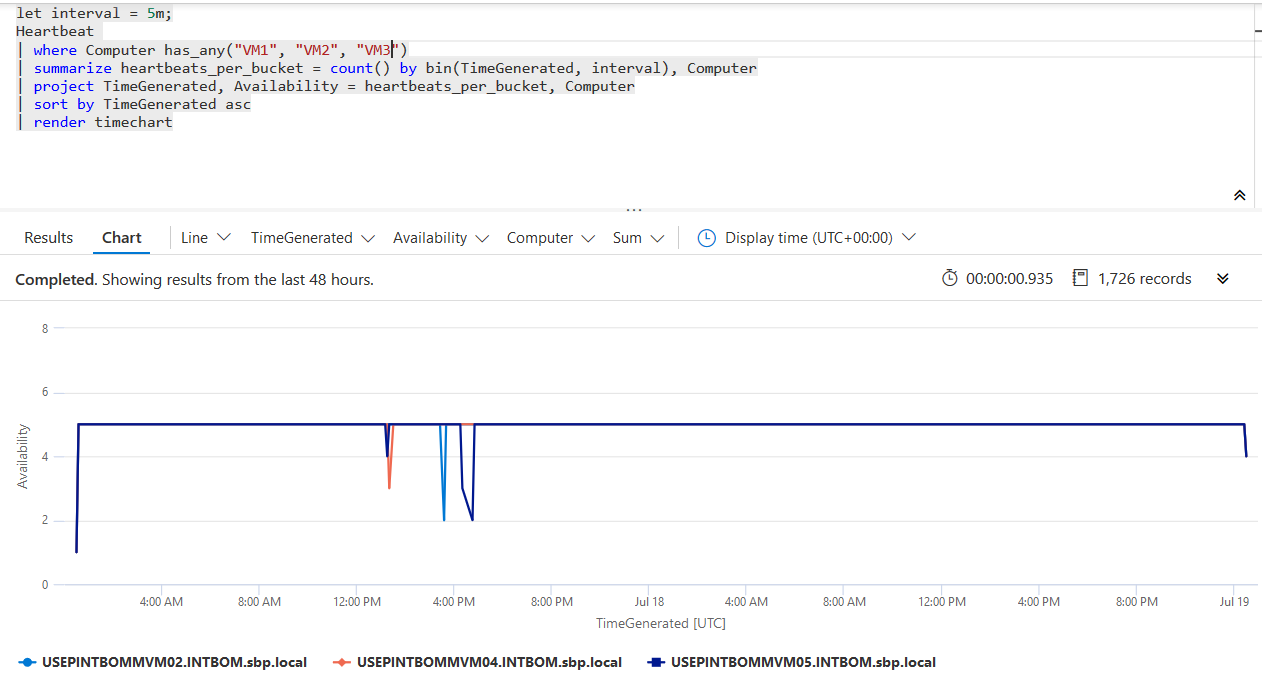 let interval = 5m;
Heartbeat
| where Computer has_any("VM1", "VM2", "VM3")
| summarize heartbeats_per_bucket = count() by bin(TimeGenerated, interval), Computer
| project TimeGenerated, Availability = heartbeats_per_bucket, Computer
| sort by TimeGenerated asc
| render timechart
...
Results Chart Line TimeGenerated Availability Computer Sum Display time (UTC+00:00)
Completed. Showing results from the last 48 hours. 00:00:00.935 1,726 records
8
6
4
2
0
Availability
4:00 AM 8:00 AM 12:00 PM 4:00 PM 8:00 PM Jul 18 4:00 AM 8:00 AM 12:00 PM 4:00 PM 8:00 PM Jul 19
TimeGenerated [UTC]
USEPINTBOMMVM02.INTBOM.sbp.local USEPINTBOMMVM04.INTBOM.sbp.local USEPINTBOMMVM05.INTBOM.sbp.local